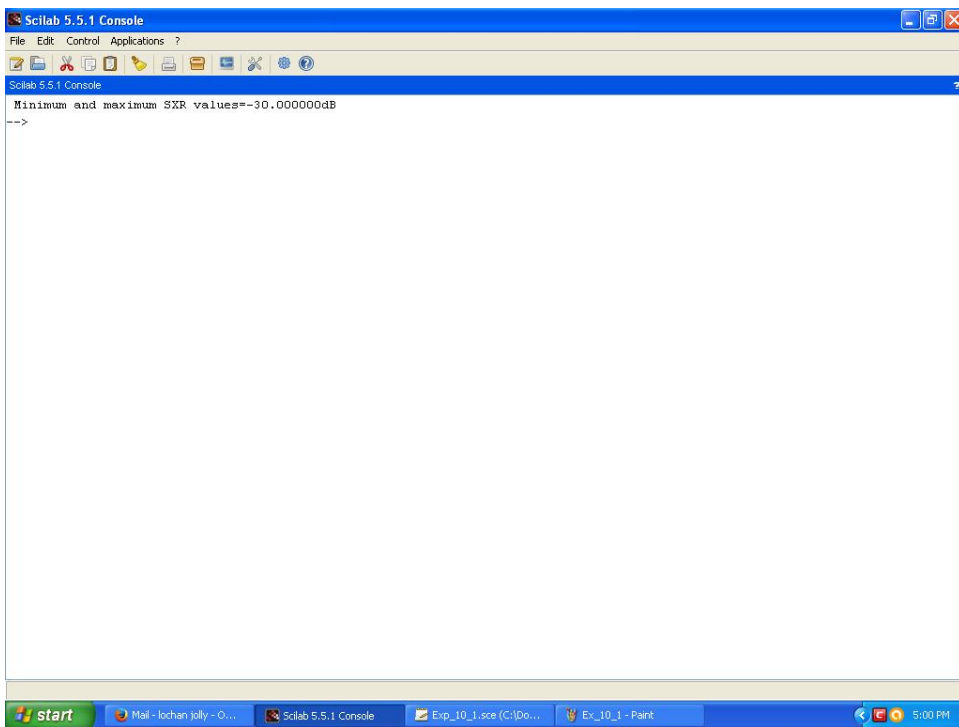 Scilab 5.5.1 Console
File Edit Control Applications ?
Scilab 5.5.1 Console ?
Minimum and maximum SXR values=-30.000000dB
-->
start Mail - lochan jolly - O... Scilab 5.5.1 Console Exp_10_1.sce (C:\Do... Ex_10_1 - Paint 5:00 PM